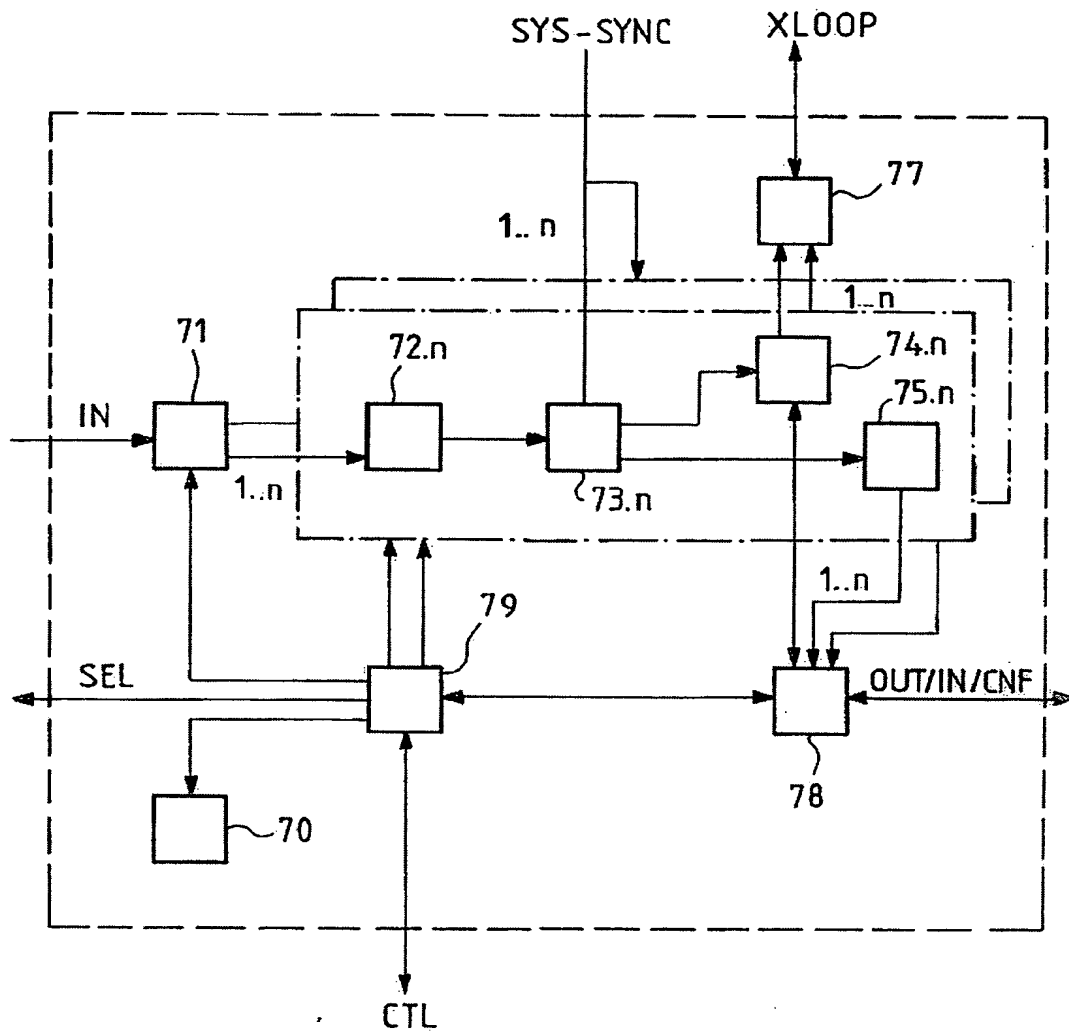 SYS-SYNC
XLOOP
77
1..n
1..n
71
72.n
74.n
75.n
IN
1..n
73.n
1..n
79
SEL
OUT/IN/CNF
78
70
CTL